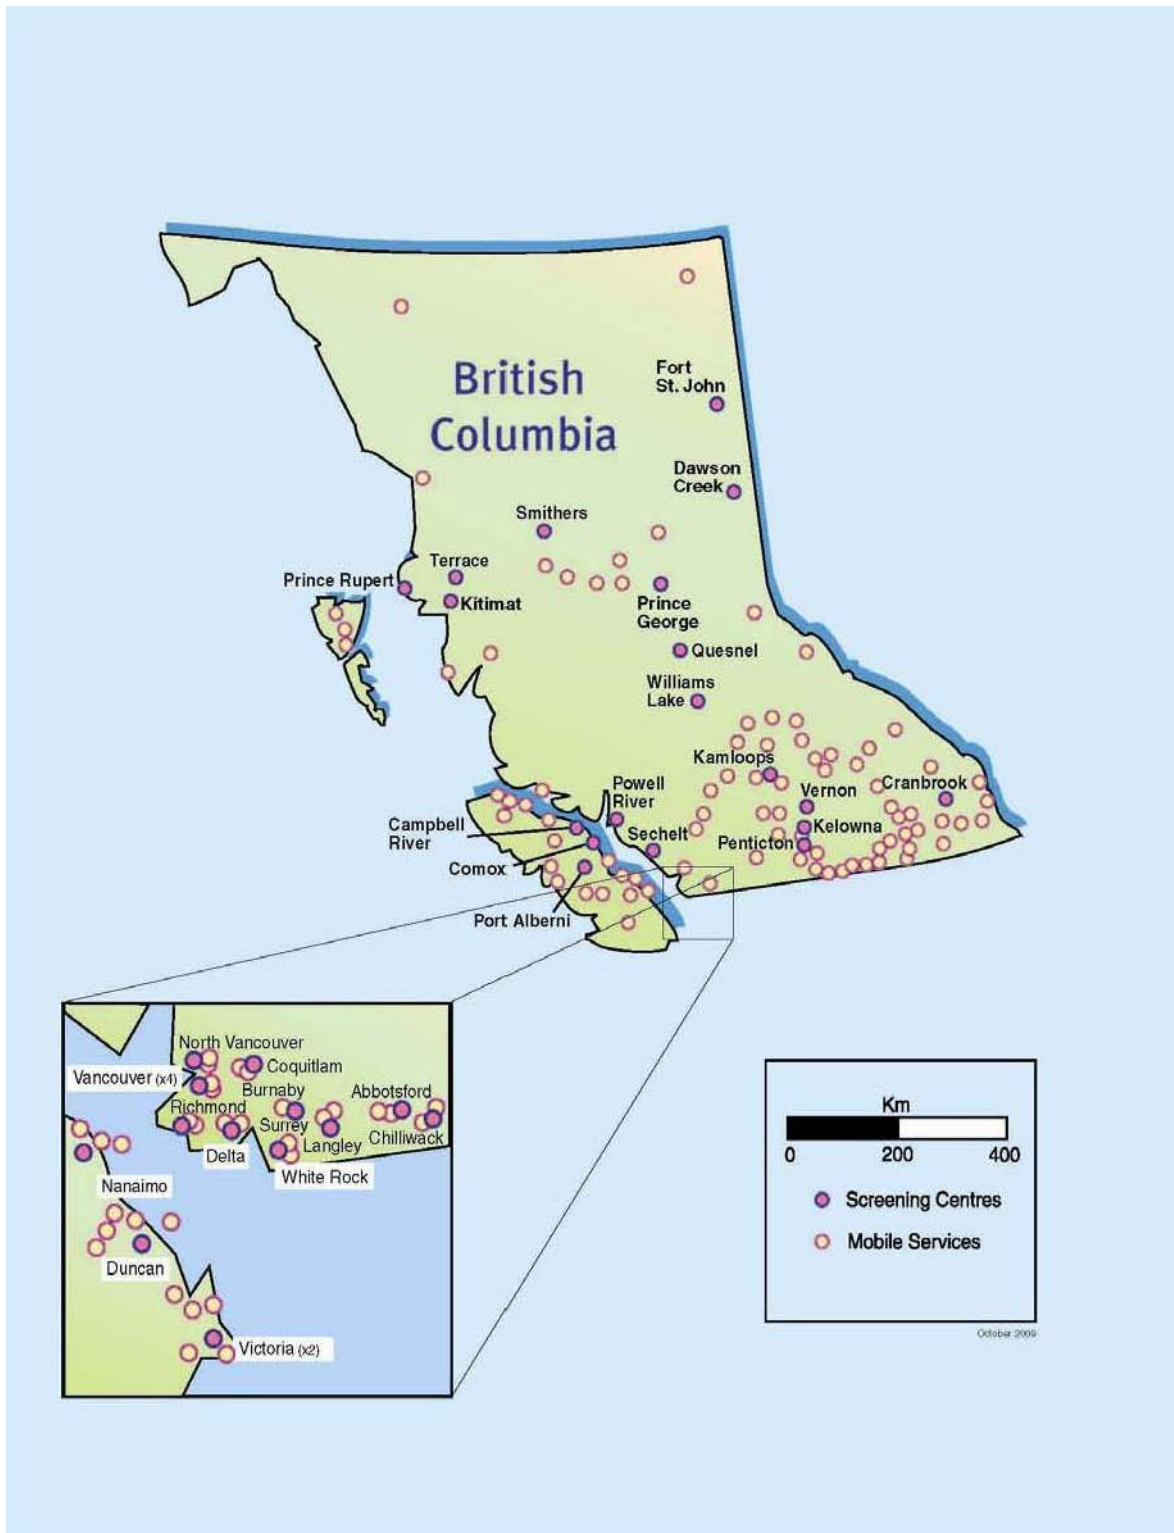 British
Columbia
Fort
St. John
Dawson
Creek
Smithers
Terrace
Prince Rupert
Kitimat
Prince
George
Quesnel
Williams
Lake
Kamloops
Powell
River
Vernon
Cranbrook
Campbell
River
Sechelt
Kelowna
Penticton
Comox
Port Alberni
North Vancouver
Coquitlam
Vancouver (x4)
Burnaby
Abbotsford
Richmond
Surrey
Chilliwack
Langley
Delta
White Rock
Nanaimo
Duncan
Victoria (x2)
Km
0 200 400
Screening Centres
Mobile Services
October 2009